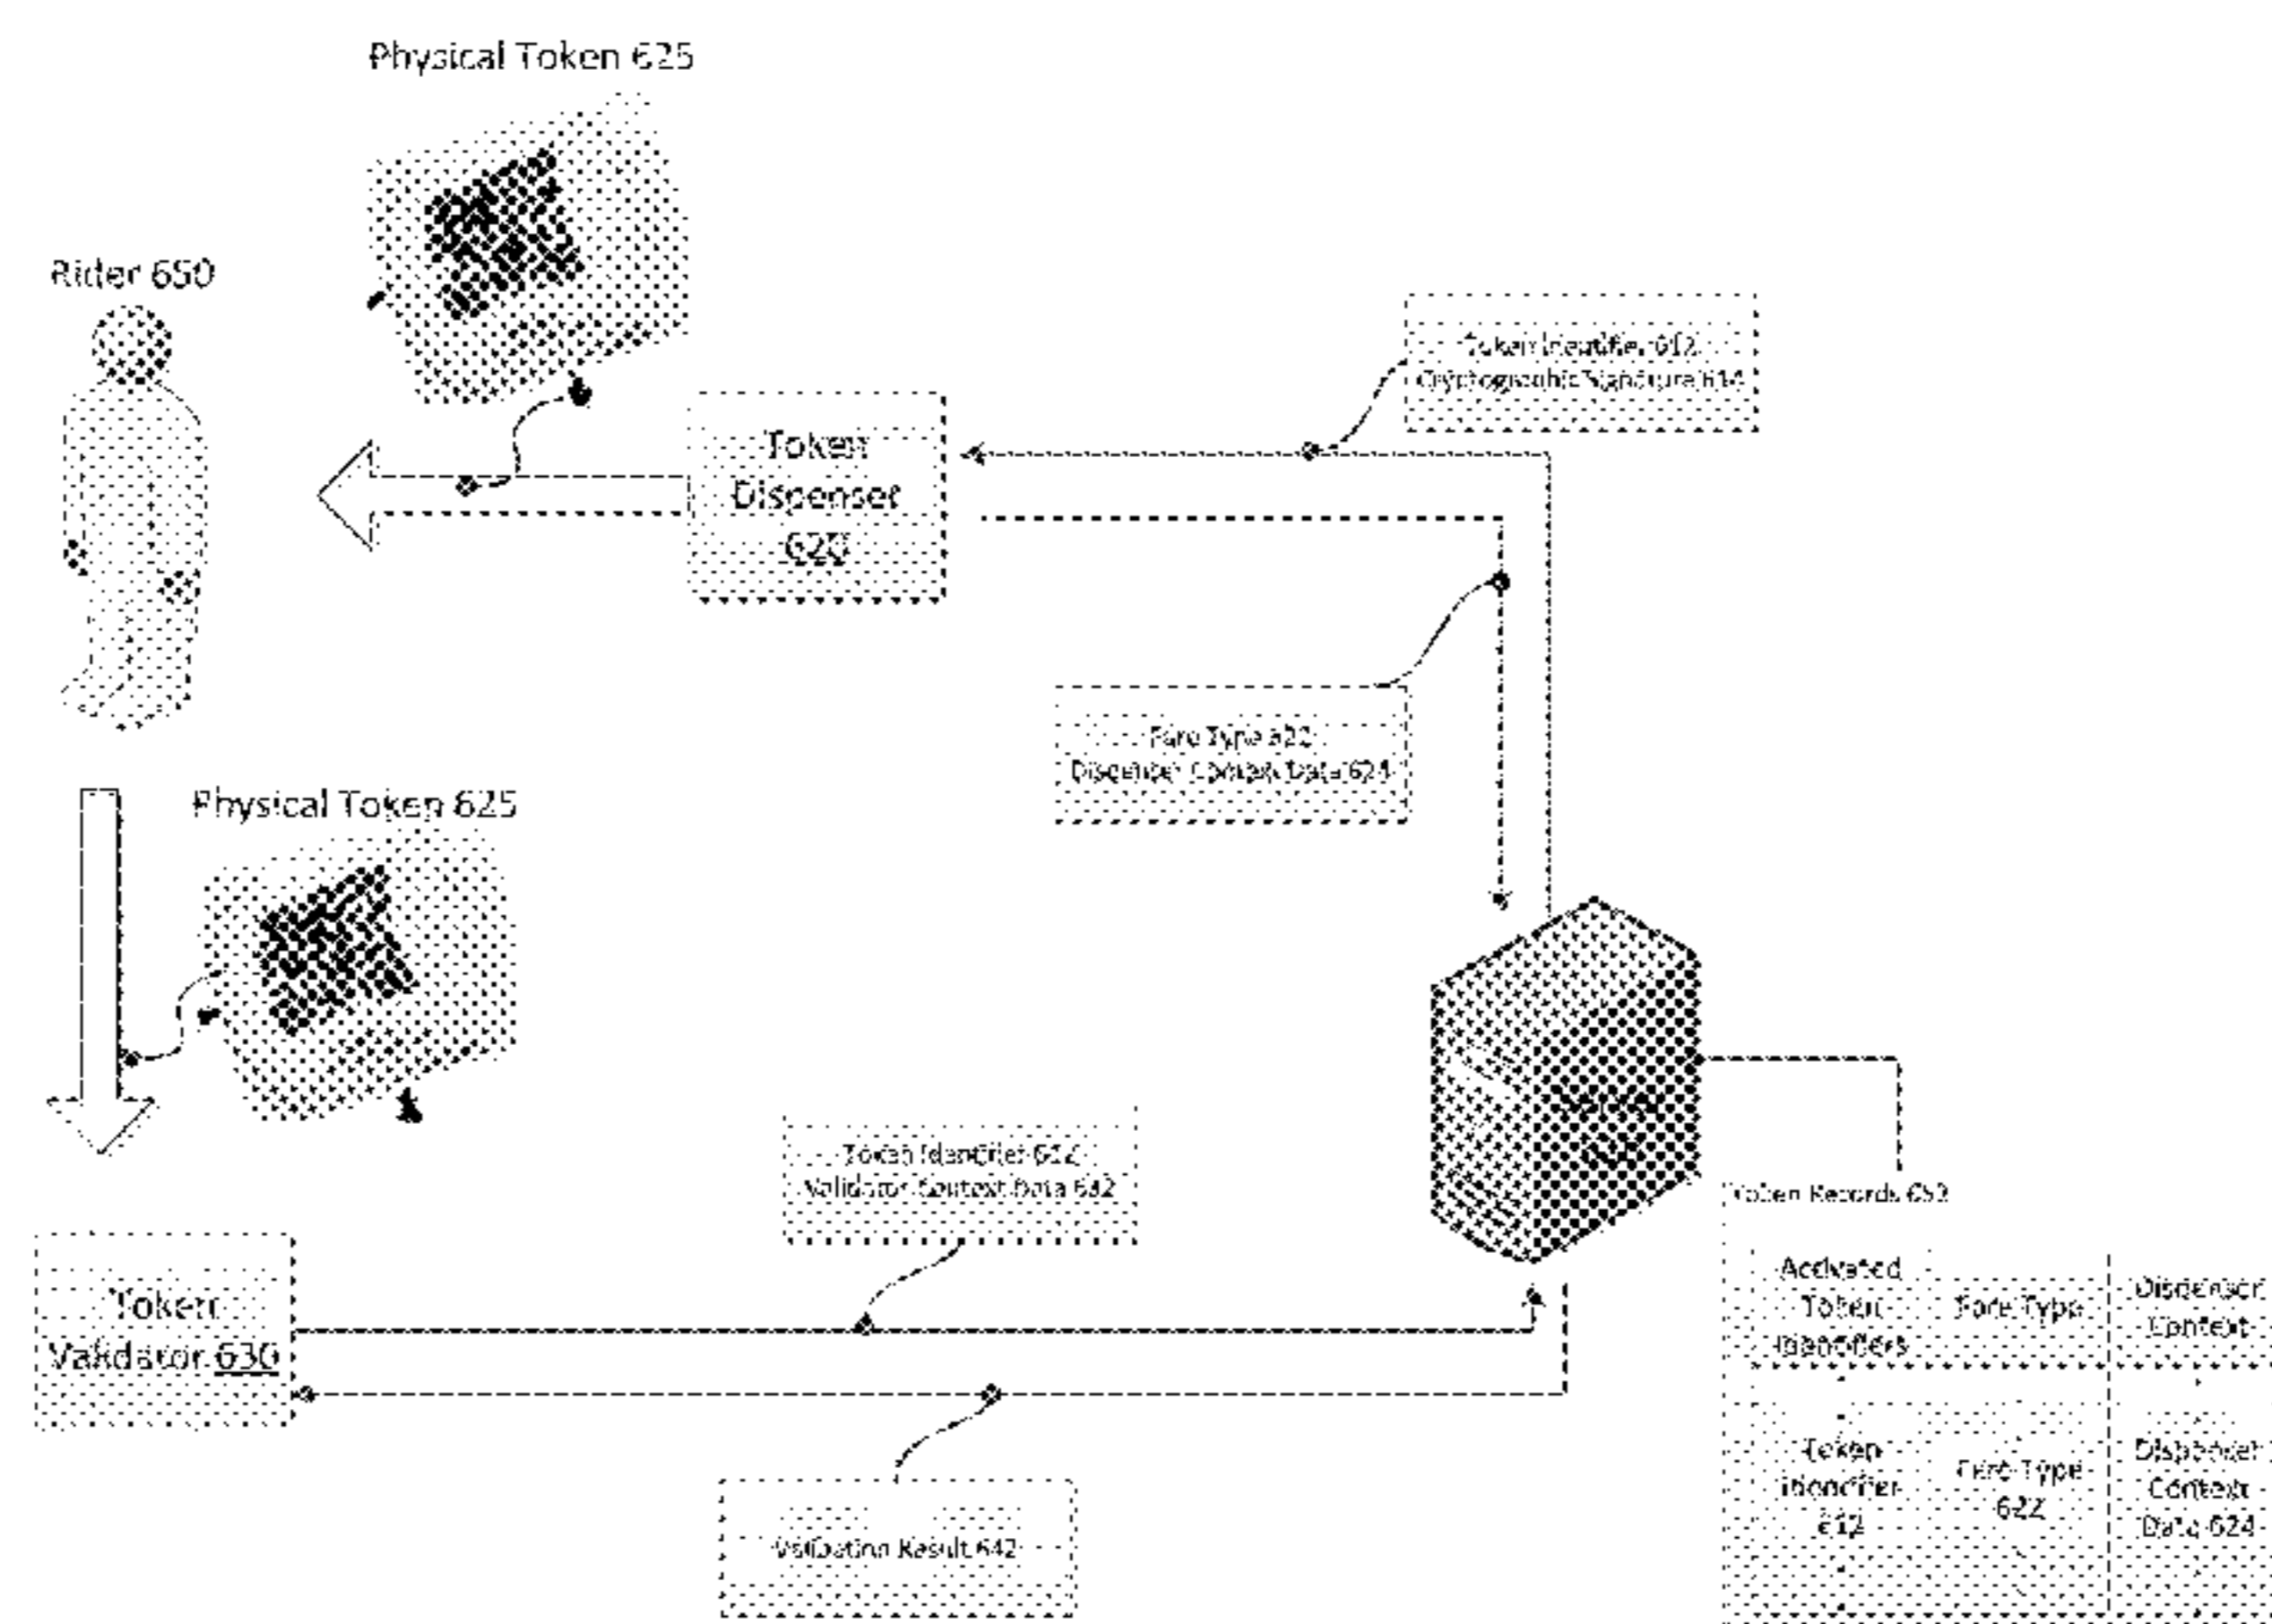 Physical Token 625
Rider 650
Token Identifier 612
Cryptographic Signature 614
Token
Dispenser
620
Fare Type 622
Dispenser Context Data 624
Physical Token 625
Token Identifier 612
Validator Context Data 632
Token Records 652
Activated
Token
Identifiers
Fare Type
Dispensor
Context
Token
Validator 630
Token
Identifier
612
Fare Type
622
Dispenser
Context
Data 624
Validation Result 642